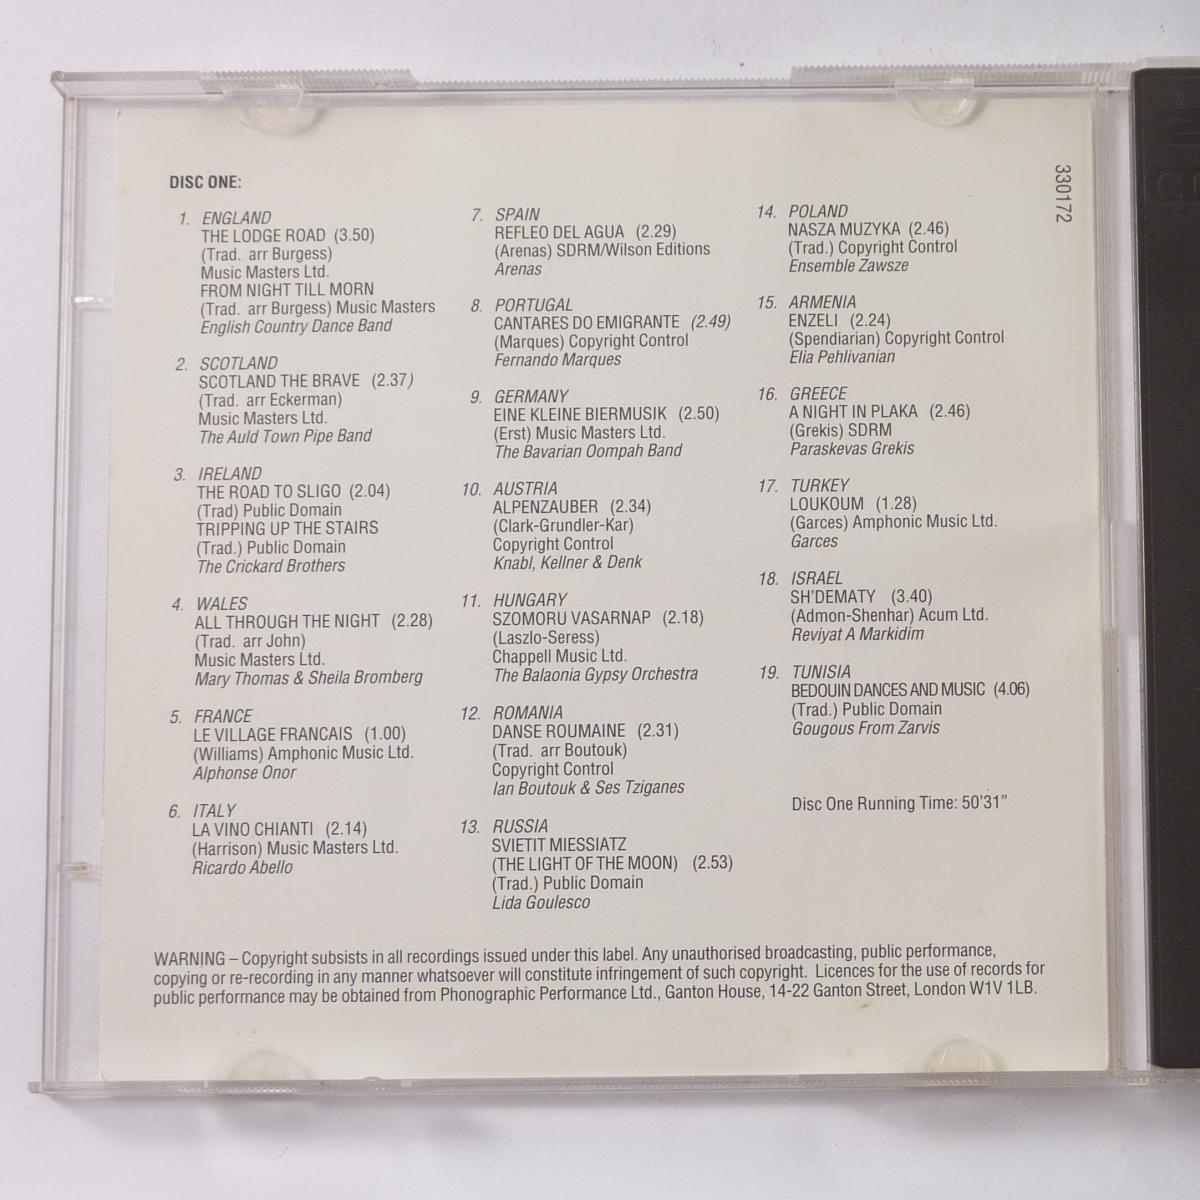 DISC ONE:
1. ENGLAND
THE LODGE ROAD (3.50)
(Trad. arr Burgess)
Music Masters Ltd.
FROM NIGHT TILL MORN
(Trad. arr Burgess) Music Masters
English Country Dance Band
2. SCOTLAND
SCOTLAND THE BRAVE (2.37)
(Trad. arr Eckerman)
Music Masters Ltd.
The Auld Town Pipe Band
3. IRELAND
THE ROAD TO SLIGO (2.04)
(Trad) Public Domain
TRIPPING UP THE STAIRS
(Trad.) Public Domain
The Crickard Brothers
4. WALES
ALL THROUGH THE NIGHT (2.28)
(Trad. arr John)
Music Masters Ltd.
Mary Thomas & Sheila Bromberg
5. FRANCE
LE VILLAGE FRANCAIS (1.00)
(Williams) Amphonic Music Ltd.
Alphonse Onor
6. ITALY
LA VINO CHIANTI (2.14)
(Harrison) Music Masters Ltd.
Ricardo Abello
7. SPAIN
REFLEO DEL AGUA (2.29)
(Arenas) SDRM/Wilson Editions
Arenas
8. PORTUGAL
CANTARES DO EMIGRANTE (2.49)
(Marques) Copyright Control
Fernando Marques
9. GERMANY
EINE KLEINE BIERMUSIK (2.50)
(Erst) Music Masters Ltd.
The Bavarian Oompah Band
10. AUSTRIA
ALPENZAUBER (2.34)
(Clark-Grundler-Kar)
Copyright Control
Knabl, Kellner & Denk
11. HUNGARY
SZOMORU VASARNAP (2.18)
(Laszlo-Seress)
Chappell Music Ltd.
The Balaonia Gypsy Orchestra
12. ROMANIA
DANSE ROUMAINE (2.31)
(Trad. arr Boutouk)
Copyright Control
Ian Boutouk & Ses Tziganes
13. RUSSIA
SVIETIT MIESSIATZ
(THE LIGHT OF THE MOON) (2.53)
(Trad.) Public Domain
Lida Goulesco
14. POLAND
NASZA MUZYKA (2.46)
(Trad.) Copyright Control
Ensemble Zawsze
15. ARMENIA
ENZELI (2.24)
(Spendiarian) Copyright Control
Elia Pehlivanian
16. GREECE
A NIGHT IN PLAKA (2.46)
(Grekis) SDRM
Paraskevas Grekis
17. TURKEY
LOUKOUM (1.28)
(Garces) Amphonic Music Ltd.
Garces
18. ISRAEL
SH'DEMATY (3.40)
(Admon-Shenhar) Acum Ltd.
Reviyat A Markidim
19. TUNISIA
BEDOUIN DANCES AND MUSIC (4.06)
(Trad.) Public Domain
Gougous From Zarvis
Disc One Running Time: 50'31"
330172
WARNING – Copyright subsists in all recordings issued under this label. Any unauthorised broadcasting, public performance,
copying or re-recording in any manner whatsoever will constitute infringement of such copyright. Licences for the use of records for
public performance may be obtained from Phonographic Performance Ltd., Ganton House, 14-22 Ganton Street, London W1V 1LB.